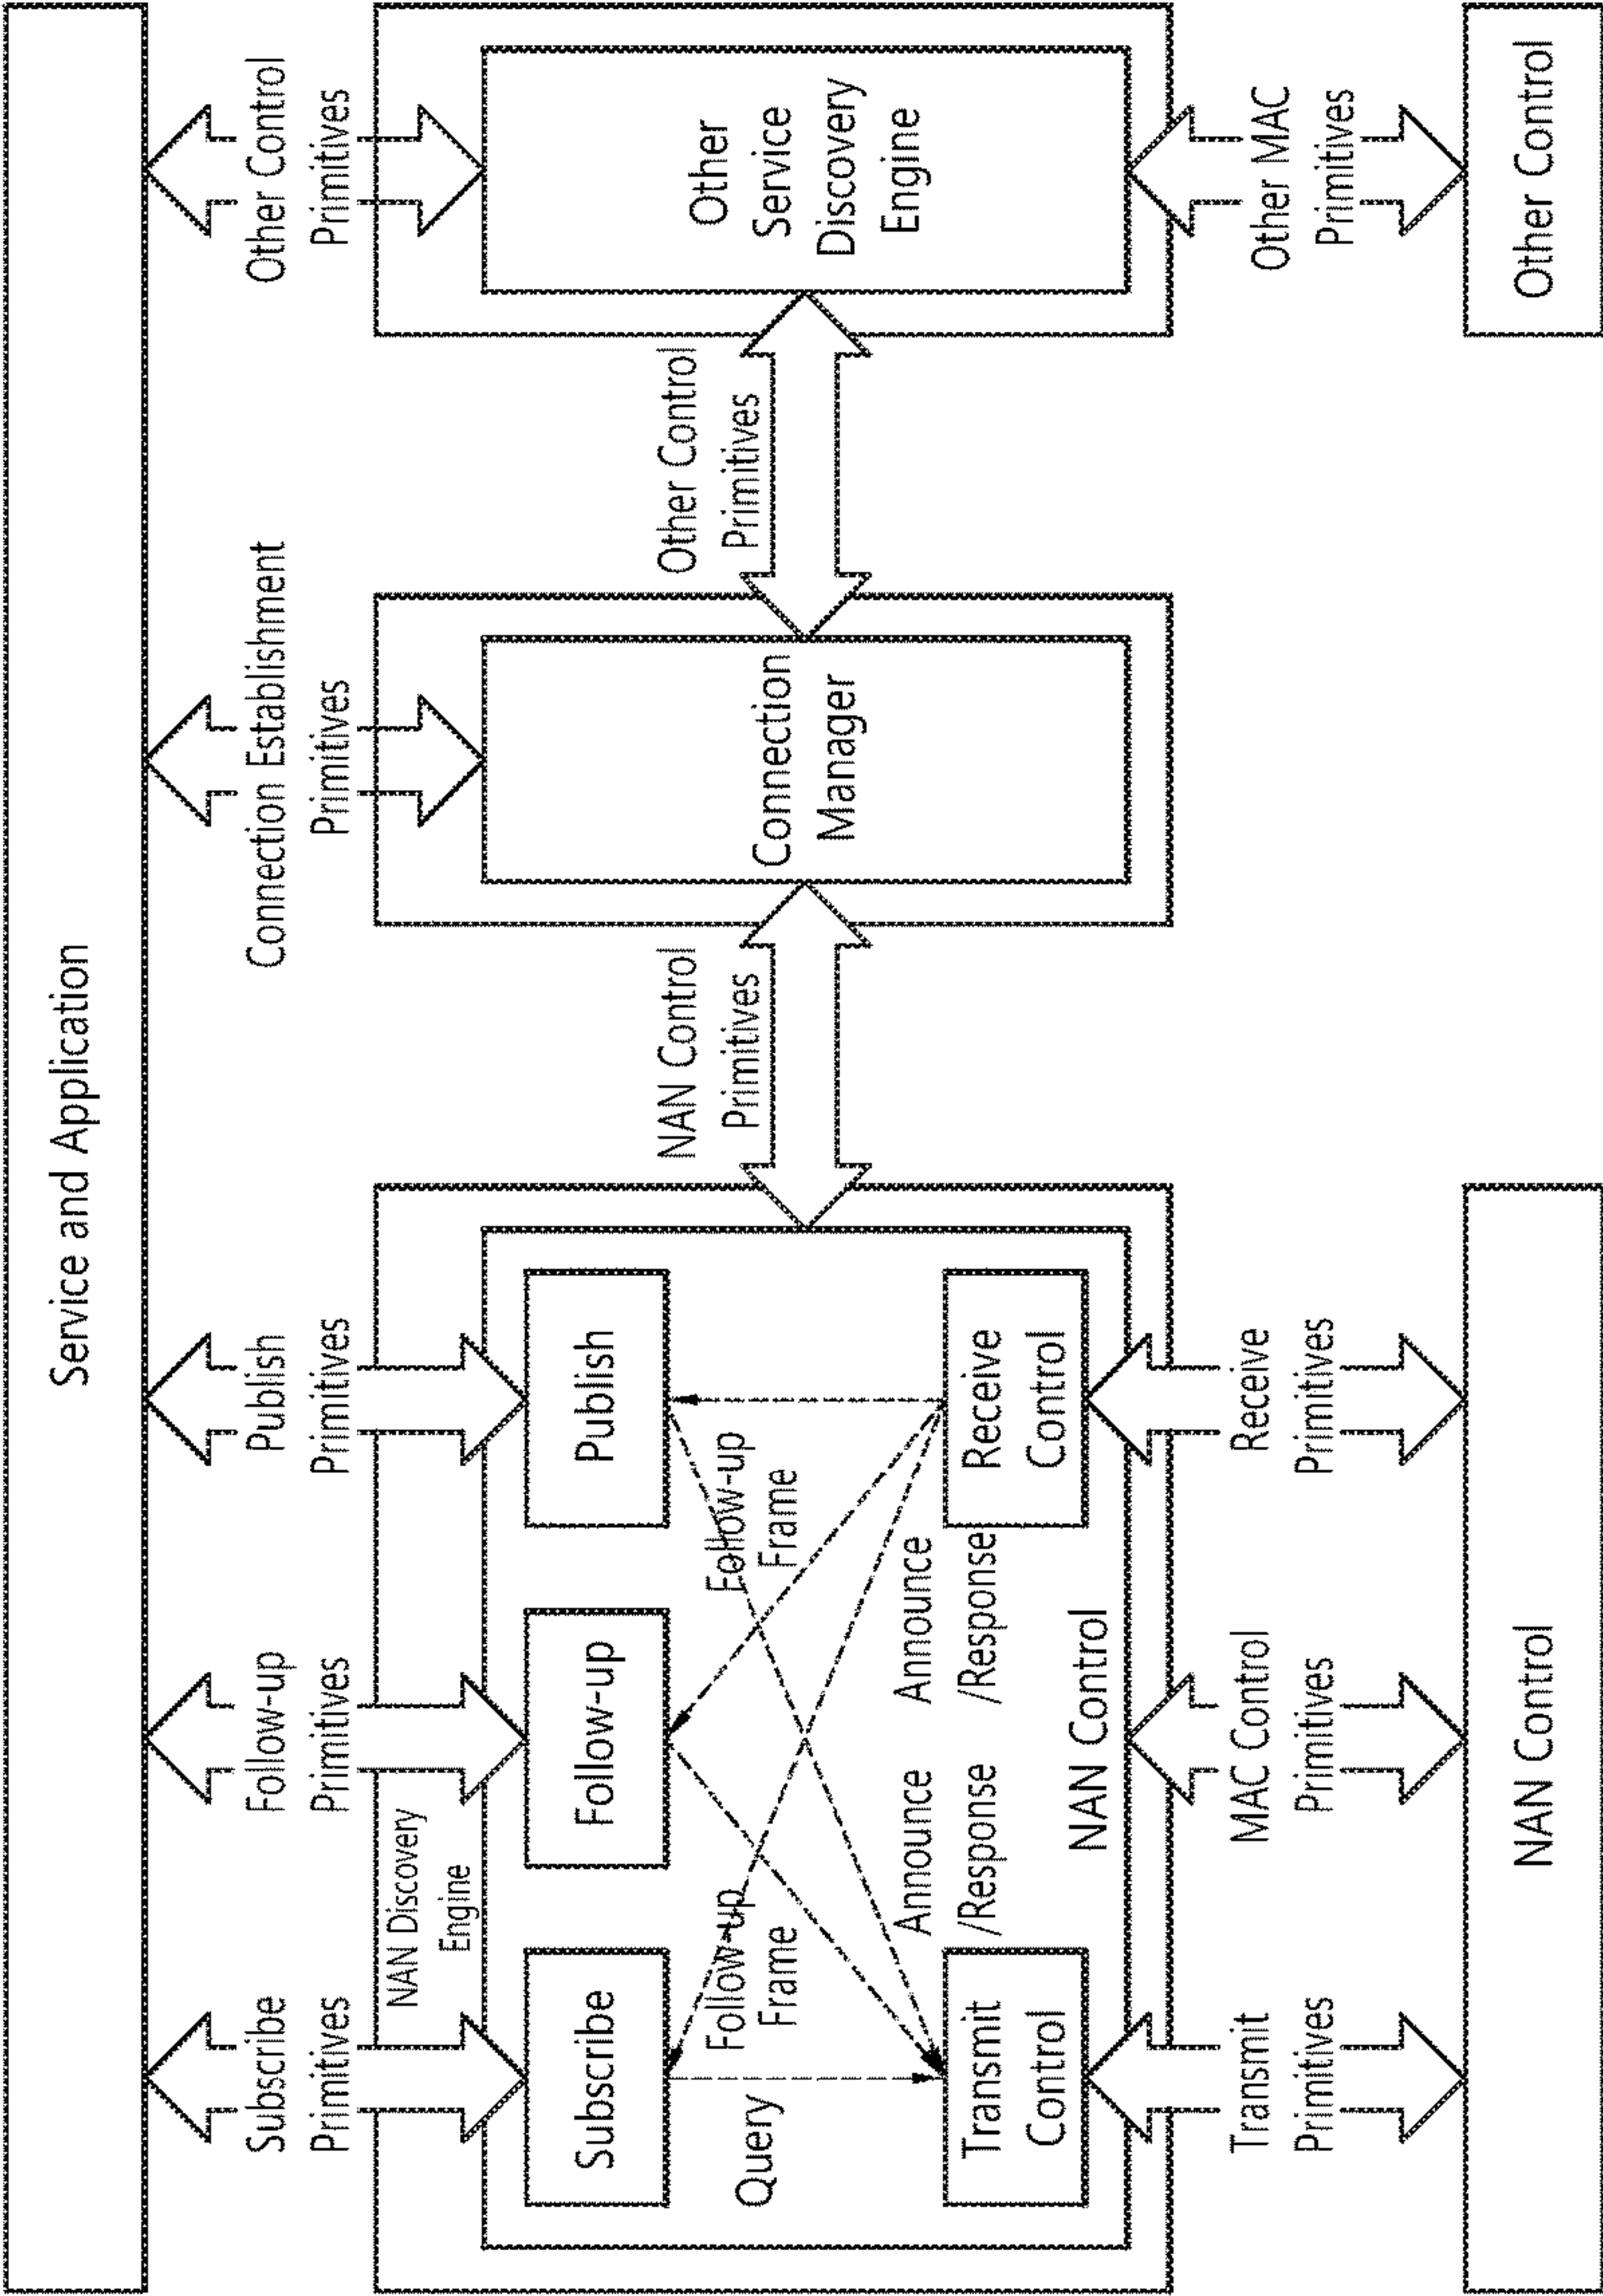 Service and Application
Subscribe
Primitives
Follow-up
Primitives
Publish
Primitives
Connection Establishment
Primitives
Other Control
Primitives
NAN Discovery
Engine
Subscribe
Follow-up
Publish
NAN Control
Primitives
Connection
Manager
Other Control
Primitives
Other
Service
Discovery
Engine
Query
Follow-up
Frame
Follow-up
Frame
Announce
/Response
Announce
/Response
Transmit
Control
Receive
Control
NAN Control
Transmit
Primitives
MAC Control
Primitives
Receive
Primitives
Other MAC
Primitives
NAN Control
Other Control